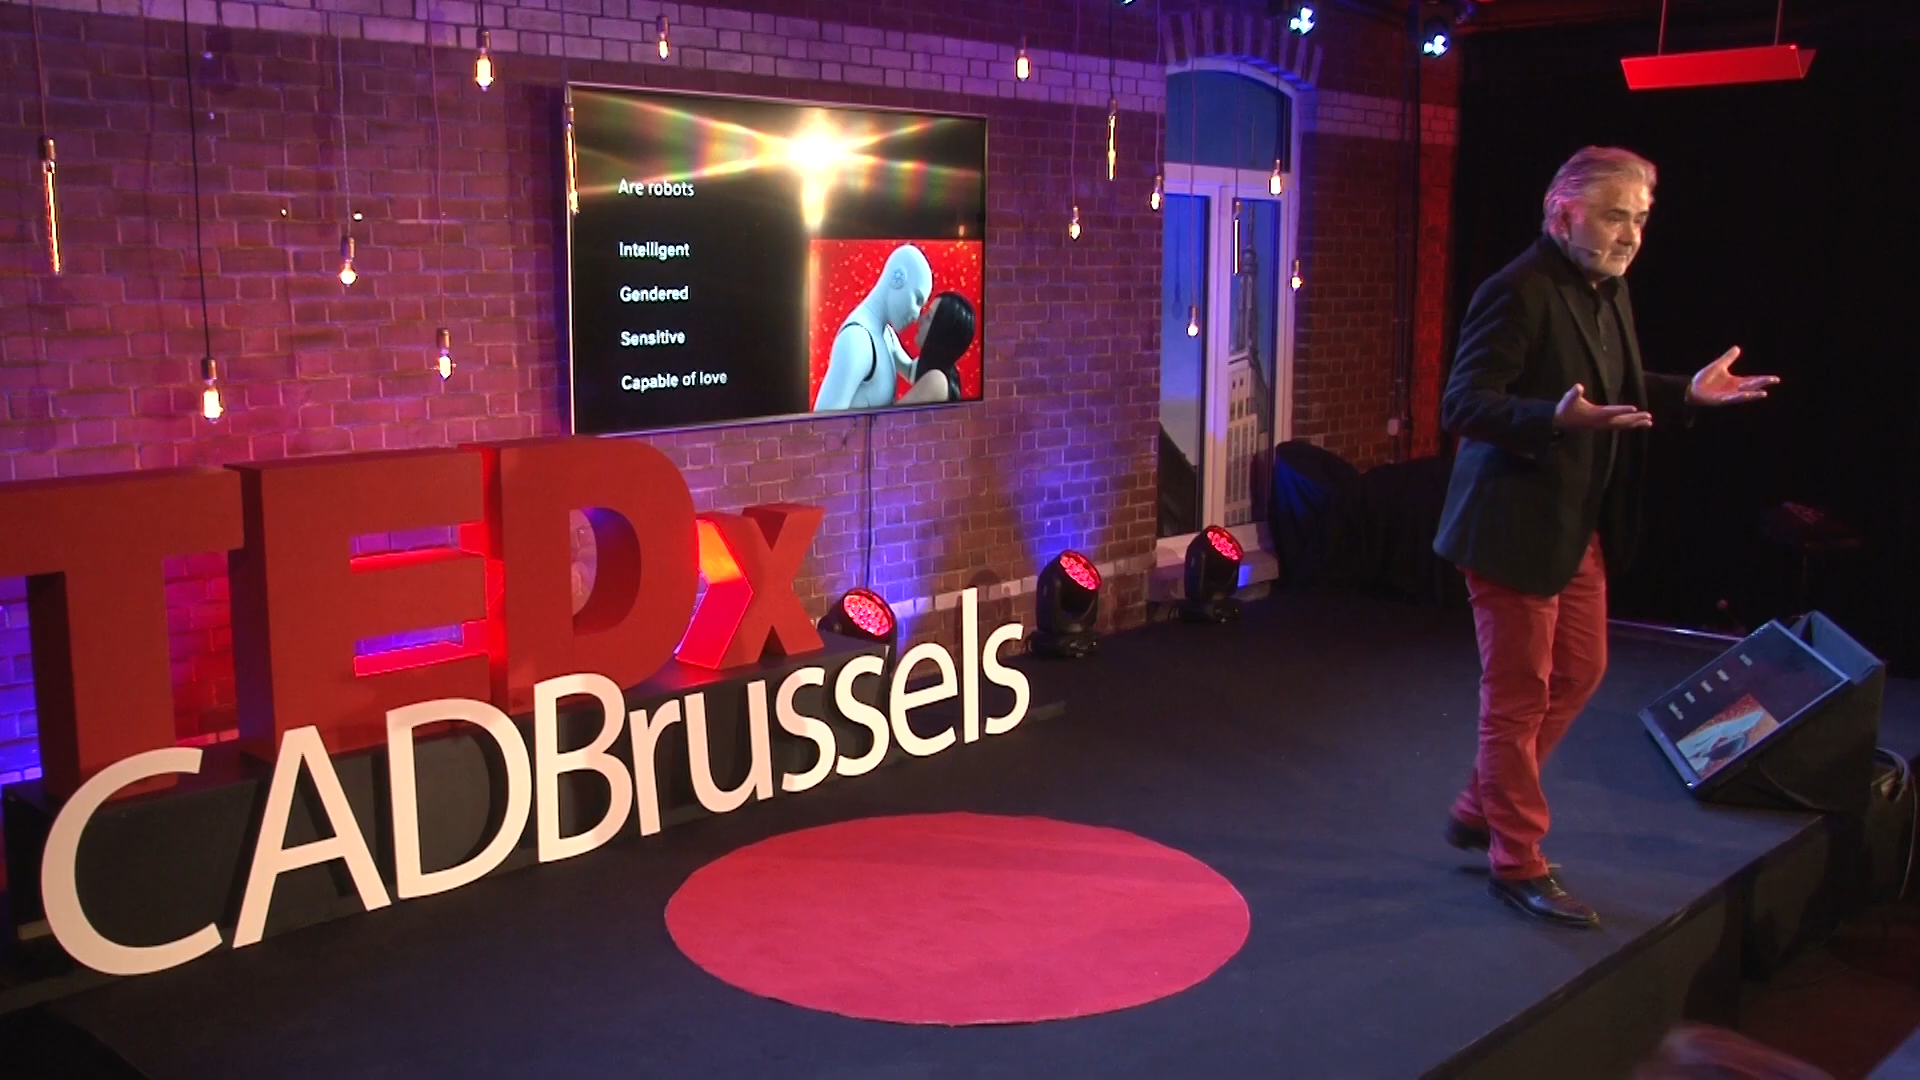 Are robots
Intelligent
Gendered
Sensitive
Capable of love
TEDx
CADBrussels